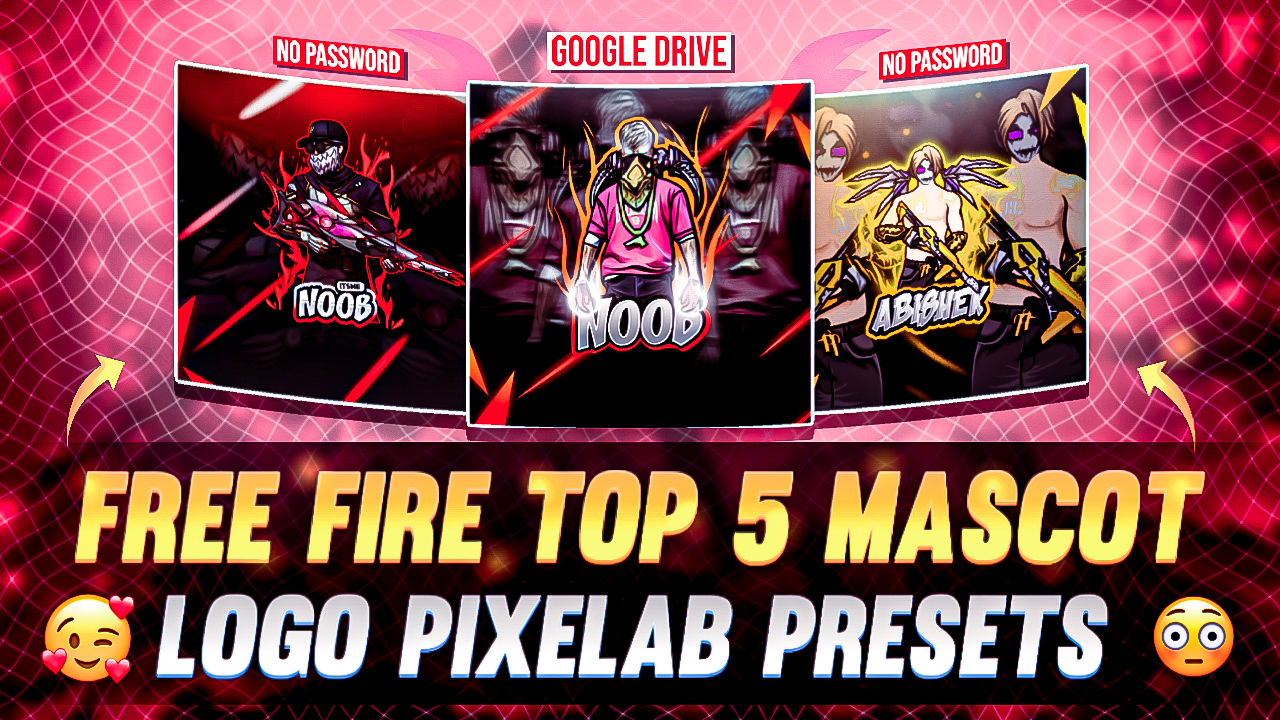 NO PASSWORD
GOOGLE DRIVE
NO PASSWORD
ITSME
NOOB
NOOB
ABISHEK
FREE FIRE TOP 5 MASCOT
LOGO PIXELAB PRESETS